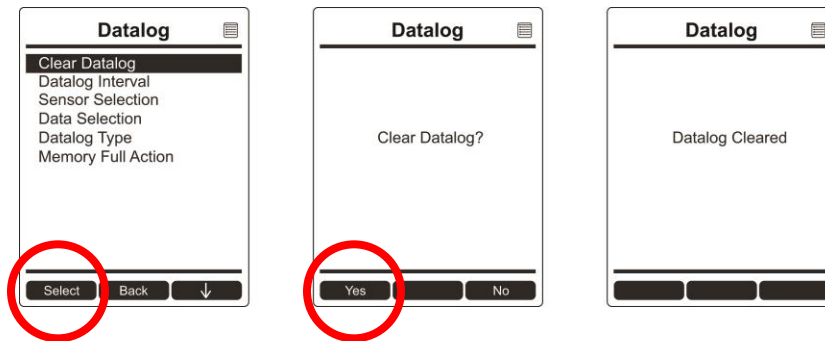 Datalog
Clear Datalog
Datalog Interval
Sensor Selection
Data Selection
Datalog Type
Memory Full Action
Select Back ↓
Datalog
Clear Datalog?
Yes No
Datalog
Datalog Cleared